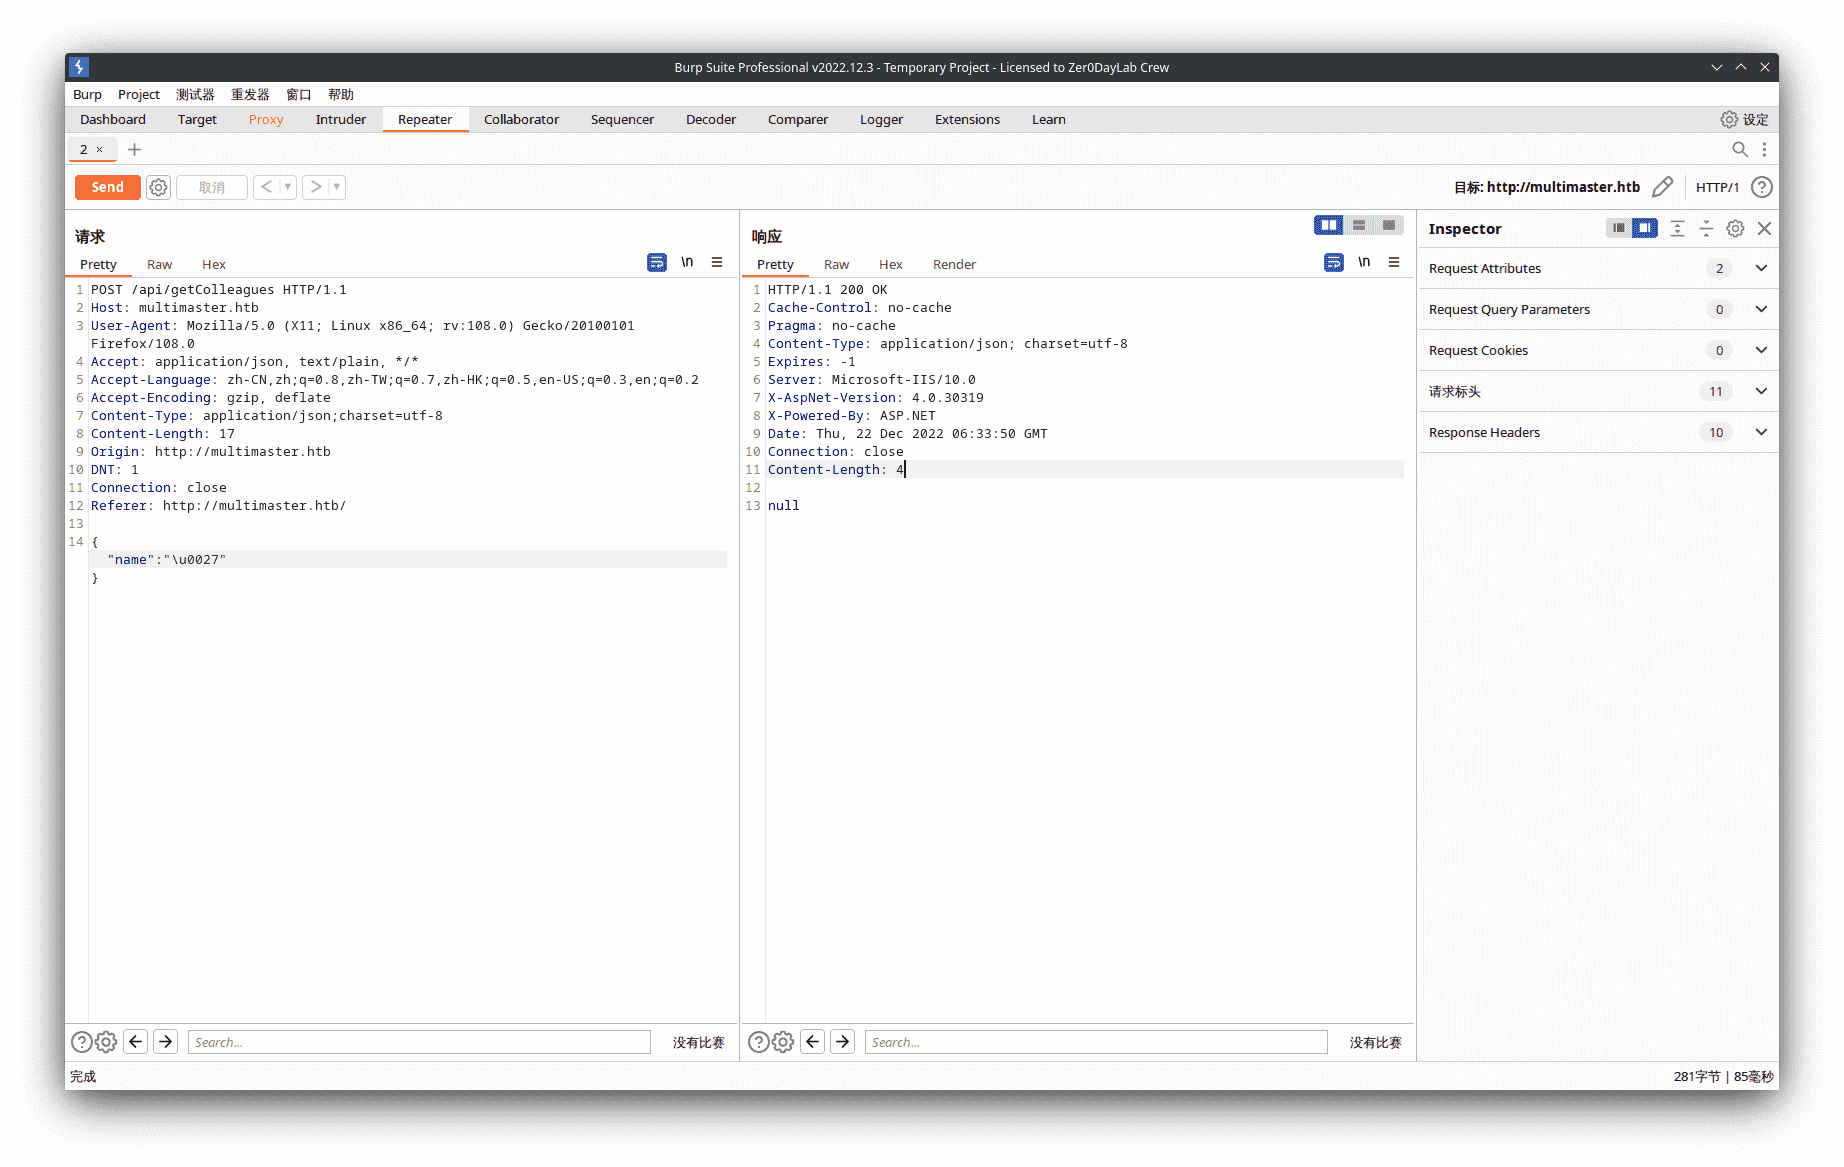 Burp Suite Professional v2022.12.3 - Temporary Project - Licensed to Zer0DayLab Crew
Burp Project 测试器 重发器 窗口 帮助
Dashboard Target Proxy Intruder Repeater Collaborator Sequencer Decoder Comparer Logger Extensions Learn 设定
2 × +
Send 取消 < > 目标: http://multimaster.htb HTTP/1 ?
请求
Pretty Raw Hex \n
1 POST /api/getColleagues HTTP/1.1
2 Host: multimaster.htb
3 User-Agent: Mozilla/5.0 (X11; Linux x86_64; rv:108.0) Gecko/20100101
Firefox/108.0
4 Accept: application/json, text/plain, */*
5 Accept-Language: zh-CN,zh;q=0.8,zh-TW;q=0.7,zh-HK;q=0.5,en-US;q=0.3,en;q=0.2
6 Accept-Encoding: gzip, deflate
7 Content-Type: application/json;charset=utf-8
8 Content-Length: 17
9 Origin: http://multimaster.htb
10 DNT: 1
11 Connection: close
12 Referer: http://multimaster.htb/
13
14 {
"name":"\u0027"
}
Search... 没有比赛
响应
Pretty Raw Hex Render \n
1 HTTP/1.1 200 OK
2 Cache-Control: no-cache
3 Pragma: no-cache
4 Content-Type: application/json; charset=utf-8
5 Expires: -1
6 Server: Microsoft-IIS/10.0
7 X-AspNet-Version: 4.0.30319
8 X-Powered-By: ASP.NET
9 Date: Thu, 22 Dec 2022 06:33:50 GMT
10 Connection: close
11 Content-Length: 4
12
13 null
Search... 没有比赛
Inspector
Request Attributes 2
Request Query Parameters 0
Request Cookies 0
请求标头 11
Response Headers 10
完成
281字节 | 85毫秒